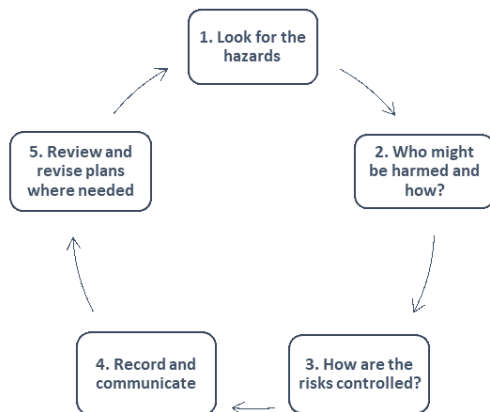 1. Look for the
hazards
2. Who might
be harmed and
how?
3. How are the
risks controlled?
4. Record and
communicate
5. Review and
revise plans
where needed